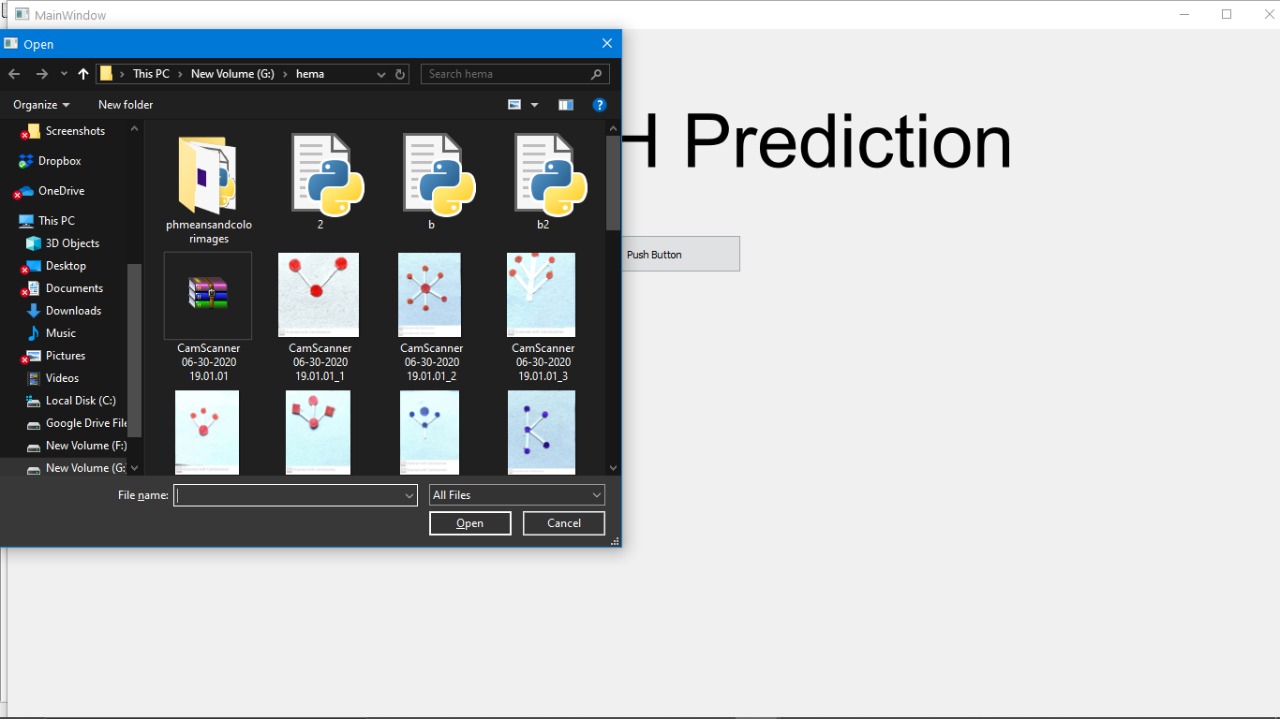 MainWindow
Open
This PC
New Volume (G:)
hema
Search hema
Organize
New folder
?
Screenshots
Dropbox
OneDrive
This PC
3D Objects
Desktop
Documents
Downloads
Music
Pictures
Videos
Local Disk (C:)
Google Drive File
New Volume (F:)
New Volume (G:
phmeansandcolo
rimages
2
b
b2
CamScanner
06-30-2020
19.01.01
CamScanner
06-30-2020
19.01.01_1
CamScanner
06-30-2020
19.01.01_2
CamScanner
06-30-2020
19.01.01_3
File name:
All Files
Open
Cancel
H Prediction
Push Button